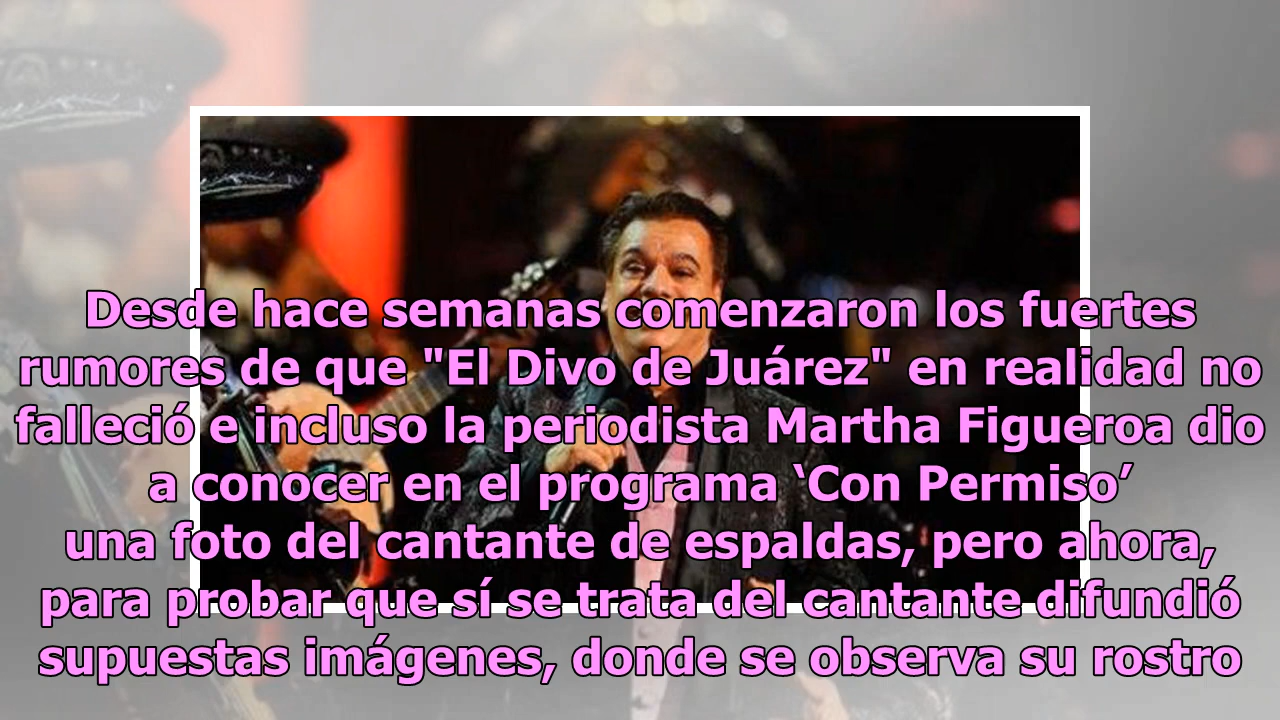 Desde hace semanas comenzaron los fuertes
rumores de que "El Divo de Juárez" en realidad no
falleció e incluso la periodista Martha Figueroa dio
a conocer en el programa ‘Con Permiso’
una foto del cantante de espaldas, pero ahora,
para probar que sí se trata del cantante difundió
supuestas imágenes, donde se observa su rostro